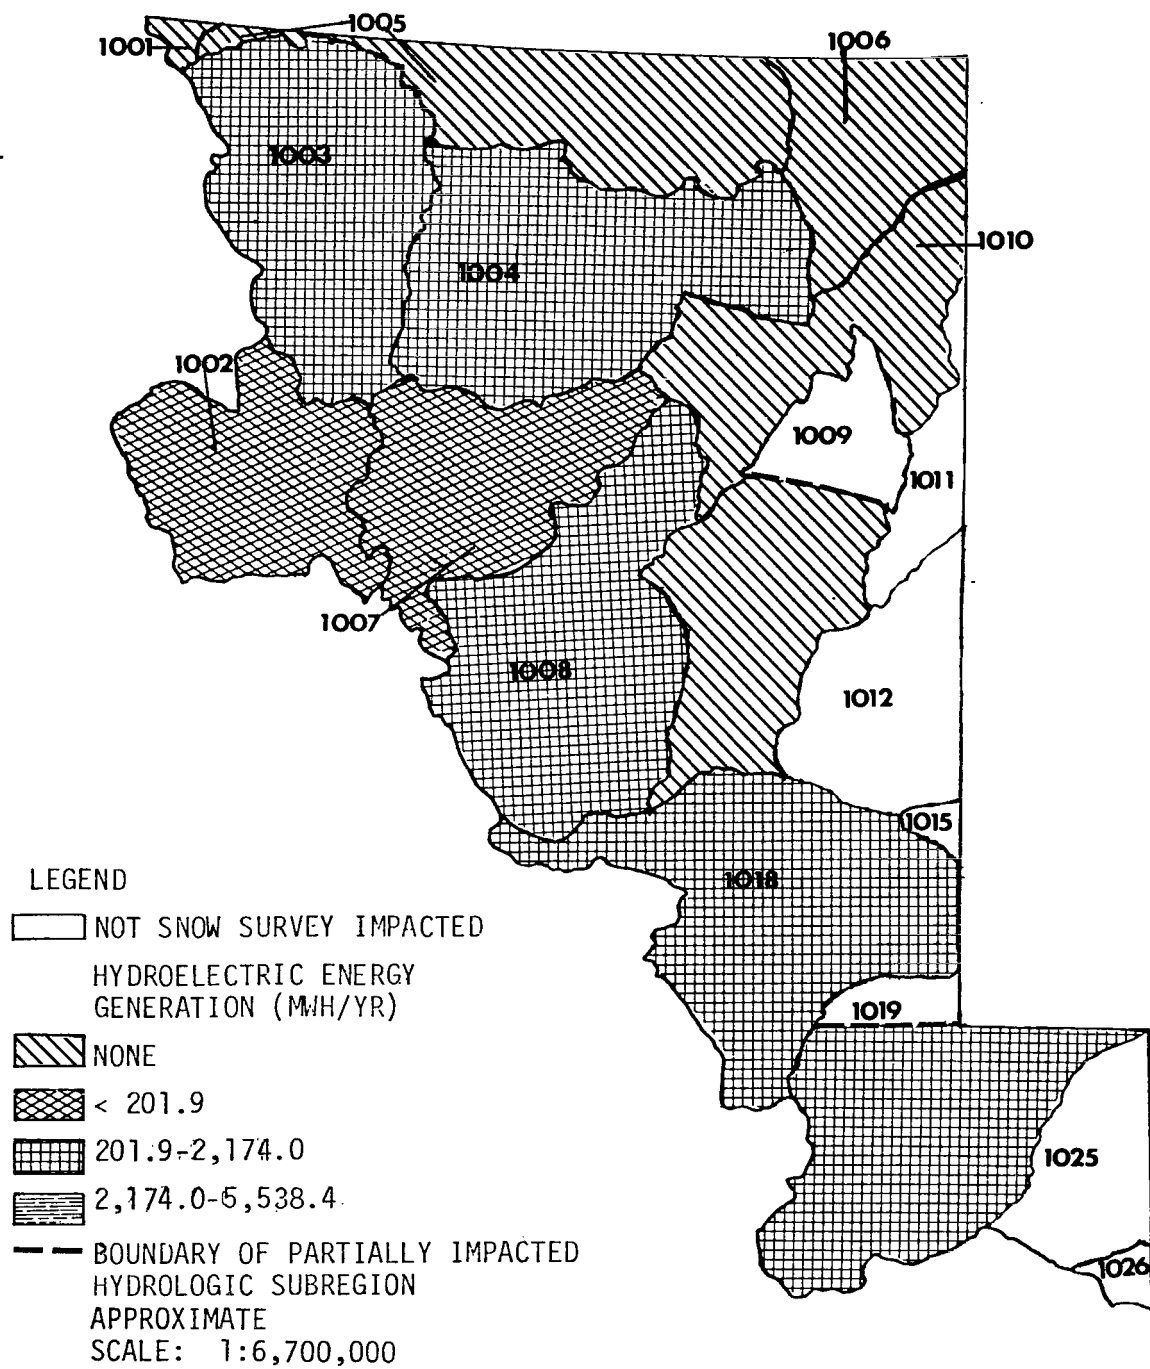 1005
1001
1006
1003
1010
1004
1002
1009
1011
1007
1008
1012
1015
1018
1019
1025
1026
LEGEND
NOT SNOW SURVEY IMPACTED
HYDROELECTRIC ENERGY
GENERATION (MWH/YR)
NONE
< 201.9
201.9-2,174.0
2,174.0-5,538.4
BOUNDARY OF PARTIALLY IMPACTED
HYDROLOGIC SUBREGION
APPROXIMATE
SCALE: 1:6,700,000